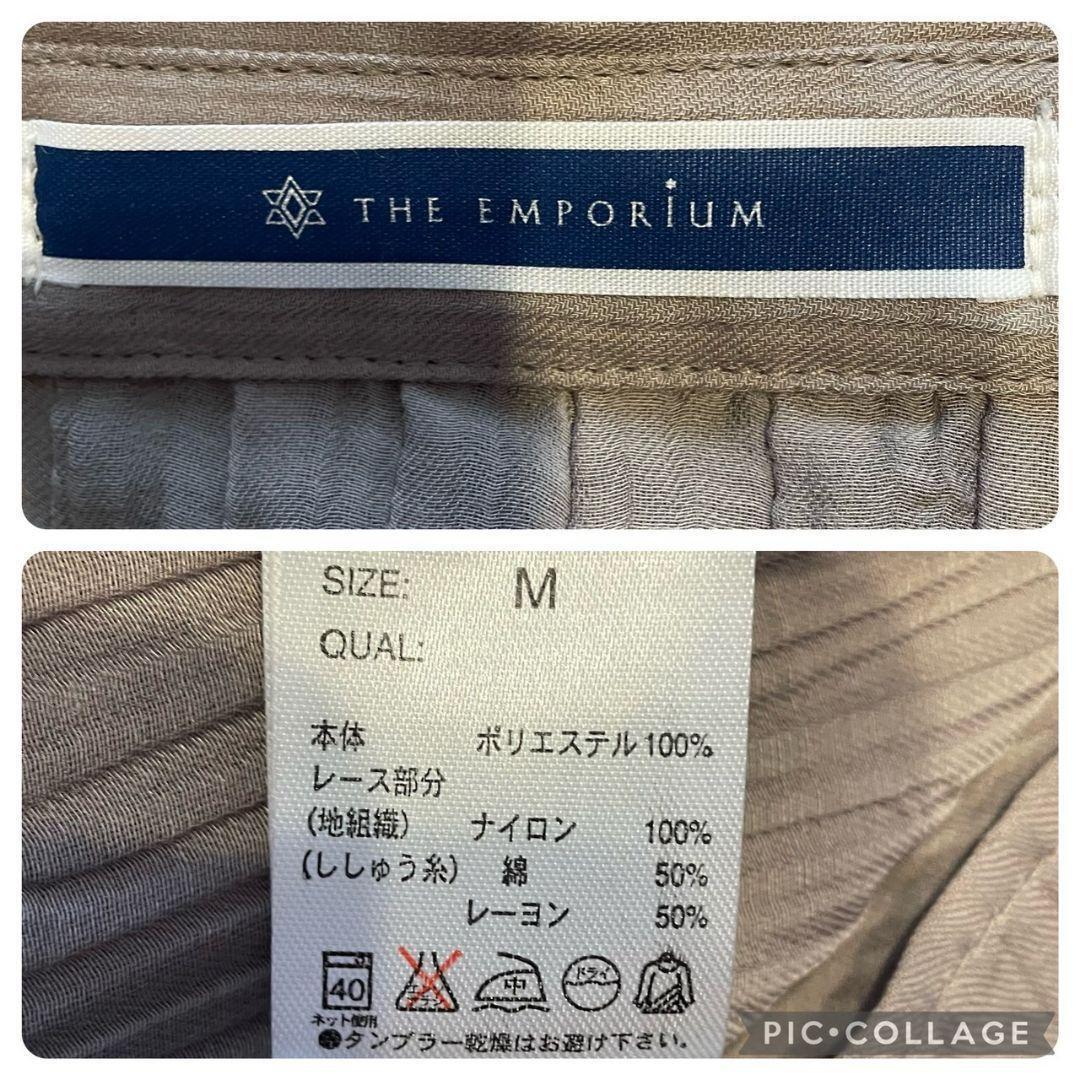 THE EMPORIUM
SIZE: M
QUAL:
本体 ポリエステル 100%
レース部分
(地組織) ナイロン 100%
(ししゅう糸) 綿 50%
レーヨン 50%
40 中 ドライ
ネット使用
タンブラー乾燥はお避け下さい。
PIC•COLLAGE